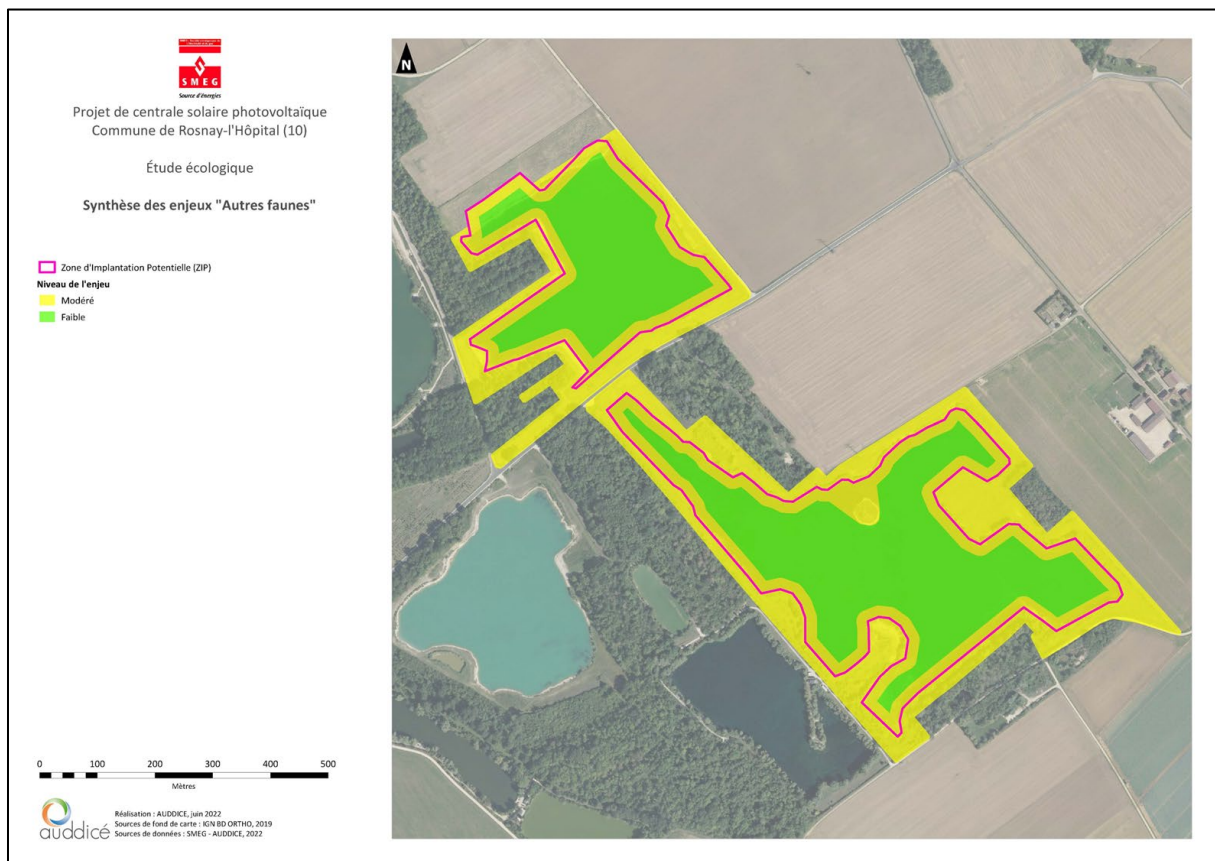 SMEG
Source d'énergies
Projet de centrale solaire photovoltaïque
Commune de Rosnay-l'Hôpital (10)
Étude écologique
Synthèse des enjeux "Autres faunes"
Zone d'Implantation Potentielle (ZIP)
Niveau de l'enjeu
Modéré
Faible
N
0 100 200 300 400 500
Mètres
auddicé
Réalisation : AUDDICE, juin 2022
Sources de fond de carte : IGN BD ORTHO, 2019
Sources de données : SMEG - AUDDICE, 2022